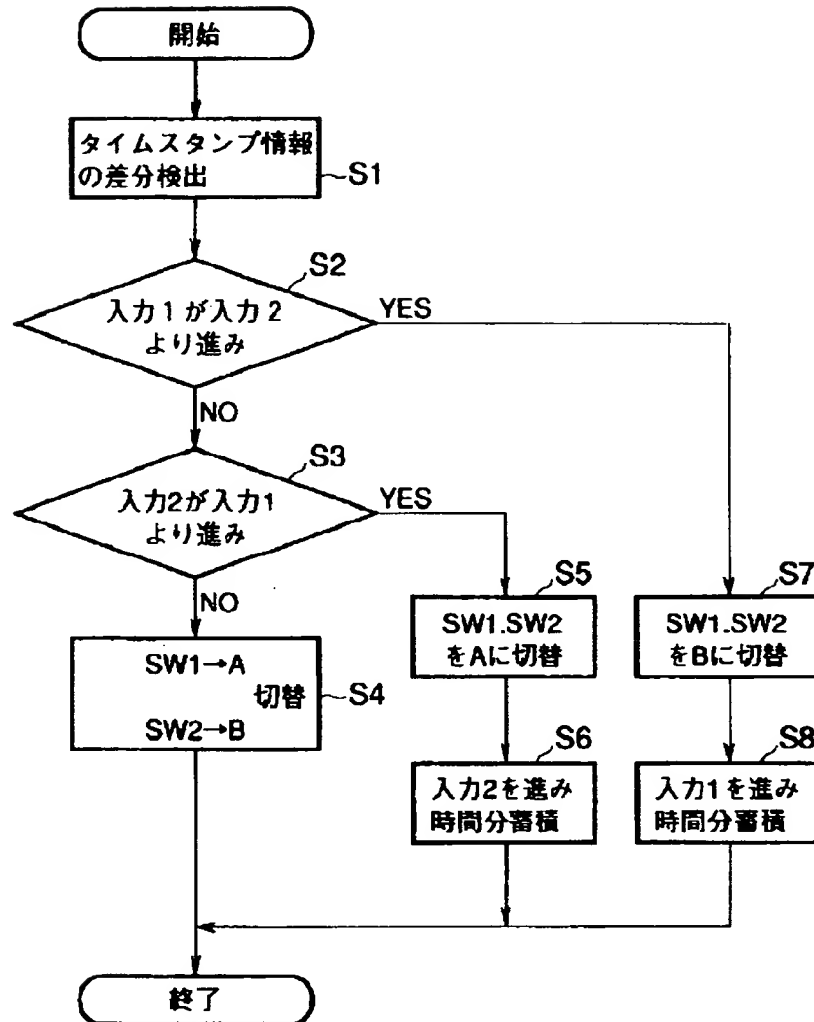 開始
タイムスタンプ情報
の差分検出
S1
S2
入力1が入力2
より進み
YES
NO
S3
入力2が入力1
より進み
YES
NO
SW1→A
切替
SW2→B
S4
S5
SW1.SW2
をAに切替
S7
SW1.SW2
をBに切替
S6
入力2を進み
時間分蓄積
S8
入力1を進み
時間分蓄積
終了